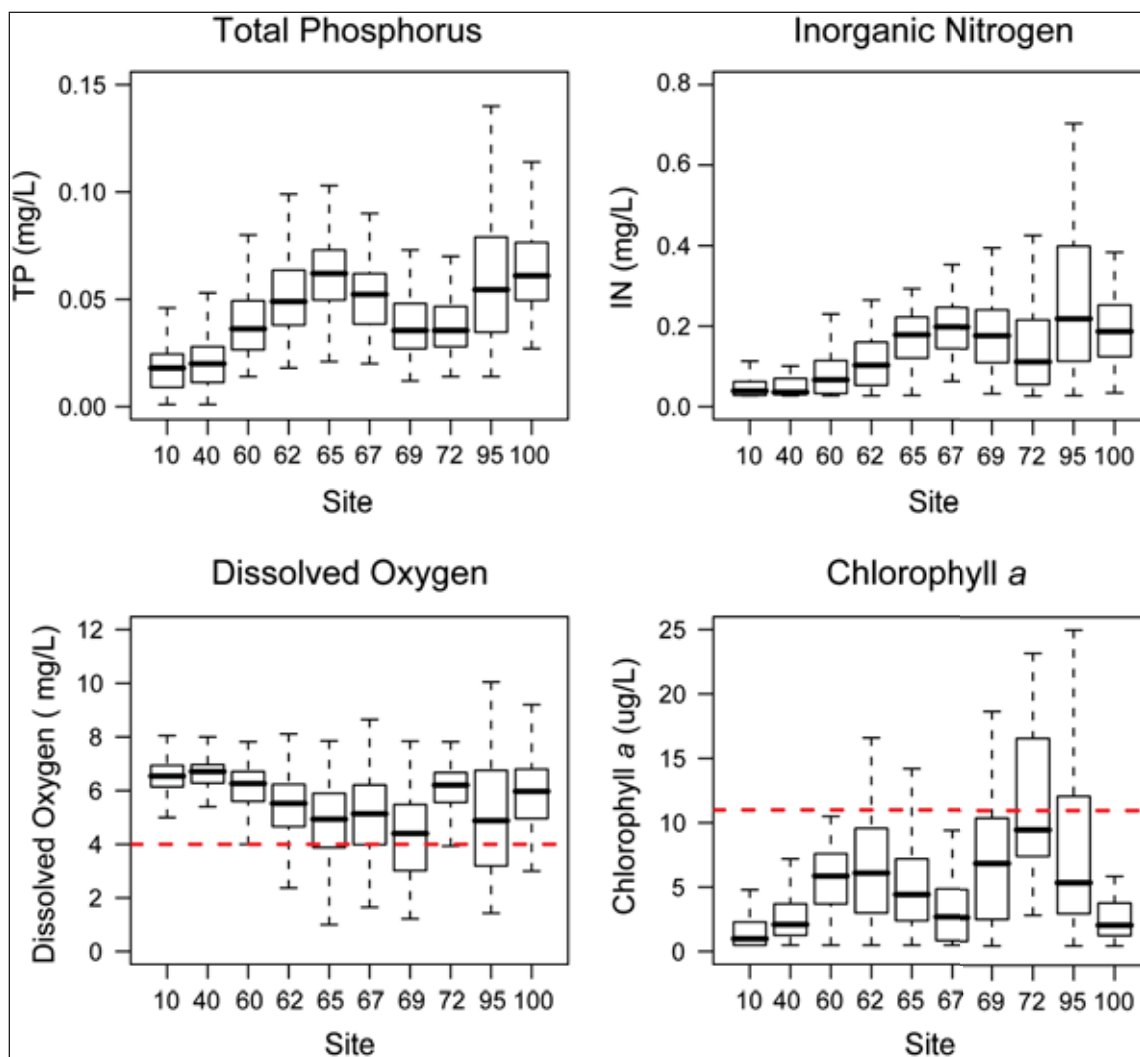 Total Phosphorus
TP (mg/L)
0.15
0.10
0.05
0.00
10 40 60 62 65 67 69 72 95 100
Site
Inorganic Nitrogen
IN (mg/L)
0.8
0.6
0.4
0.2
0.0
10 40 60 62 65 67 69 72 95 100
Site
Dissolved Oxygen
Dissolved Oxygen ( mg/L)
12
10
8
6
4
2
0
10 40 60 62 65 67 69 72 95 100
Site
Chlorophyll a
Chlorophyll a (ug/L)
25
20
15
10
5
0
10 40 60 62 65 67 69 72 95 100
Site